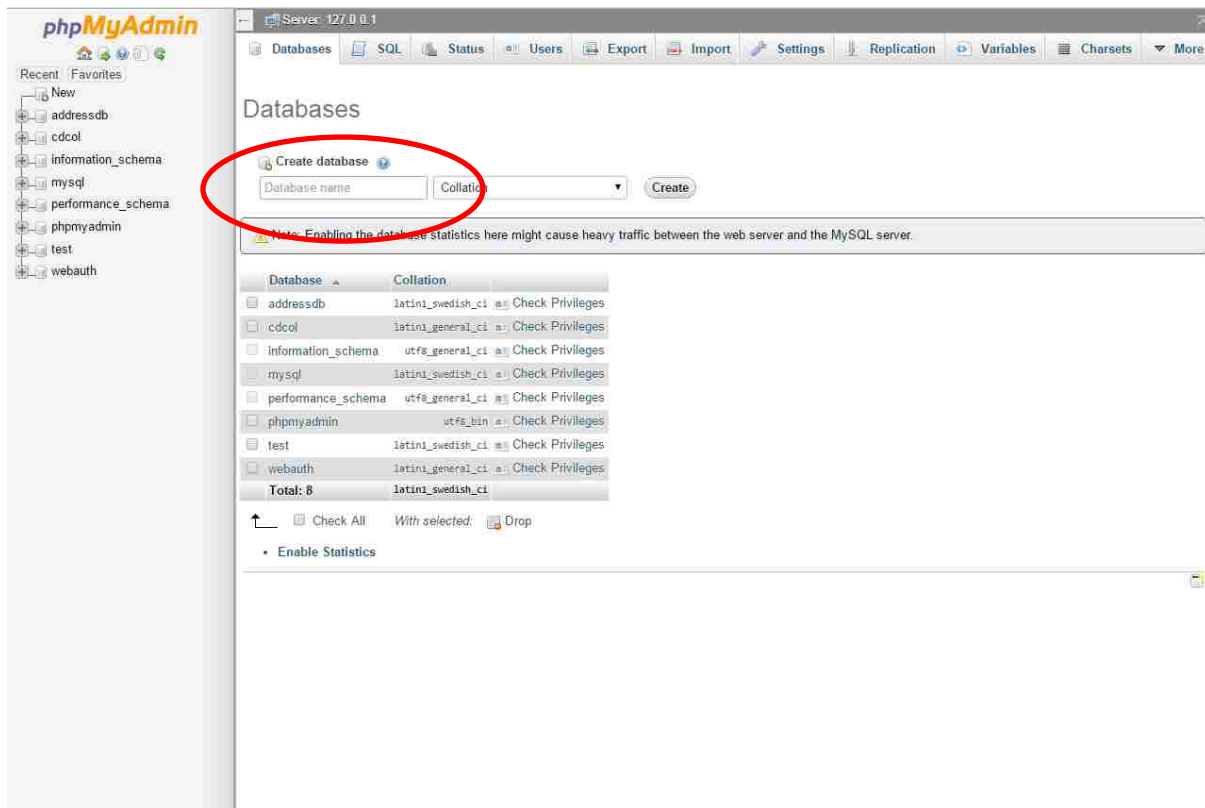 phpMyAdmin
Recent Favorites
New
addressdb
cdcol
information_schema
mysql
performance_schema
phpmyadmin
test
webauth
Server: 127.0.0.1
Databases SQL Status Users Export Import Settings Replication Variables Charsets More
Databases
Create database
Database name Collation Create
Note: Enabling the database statistics here might cause heavy traffic between the web server and the MySQL server.
Database Collation
addressdb latin1_swedish_ci Check Privileges
cdcol latin1_general_ci Check Privileges
information_schema utf8_general_ci Check Privileges
mysql latin1_swedish_ci Check Privileges
performance_schema utf8_general_ci Check Privileges
phpmyadmin utf8_bin Check Privileges
test latin1_swedish_ci Check Privileges
webauth latin1_general_ci Check Privileges
Total: 8 latin1_swedish_ci
Check All With selected: Drop
• Enable Statistics